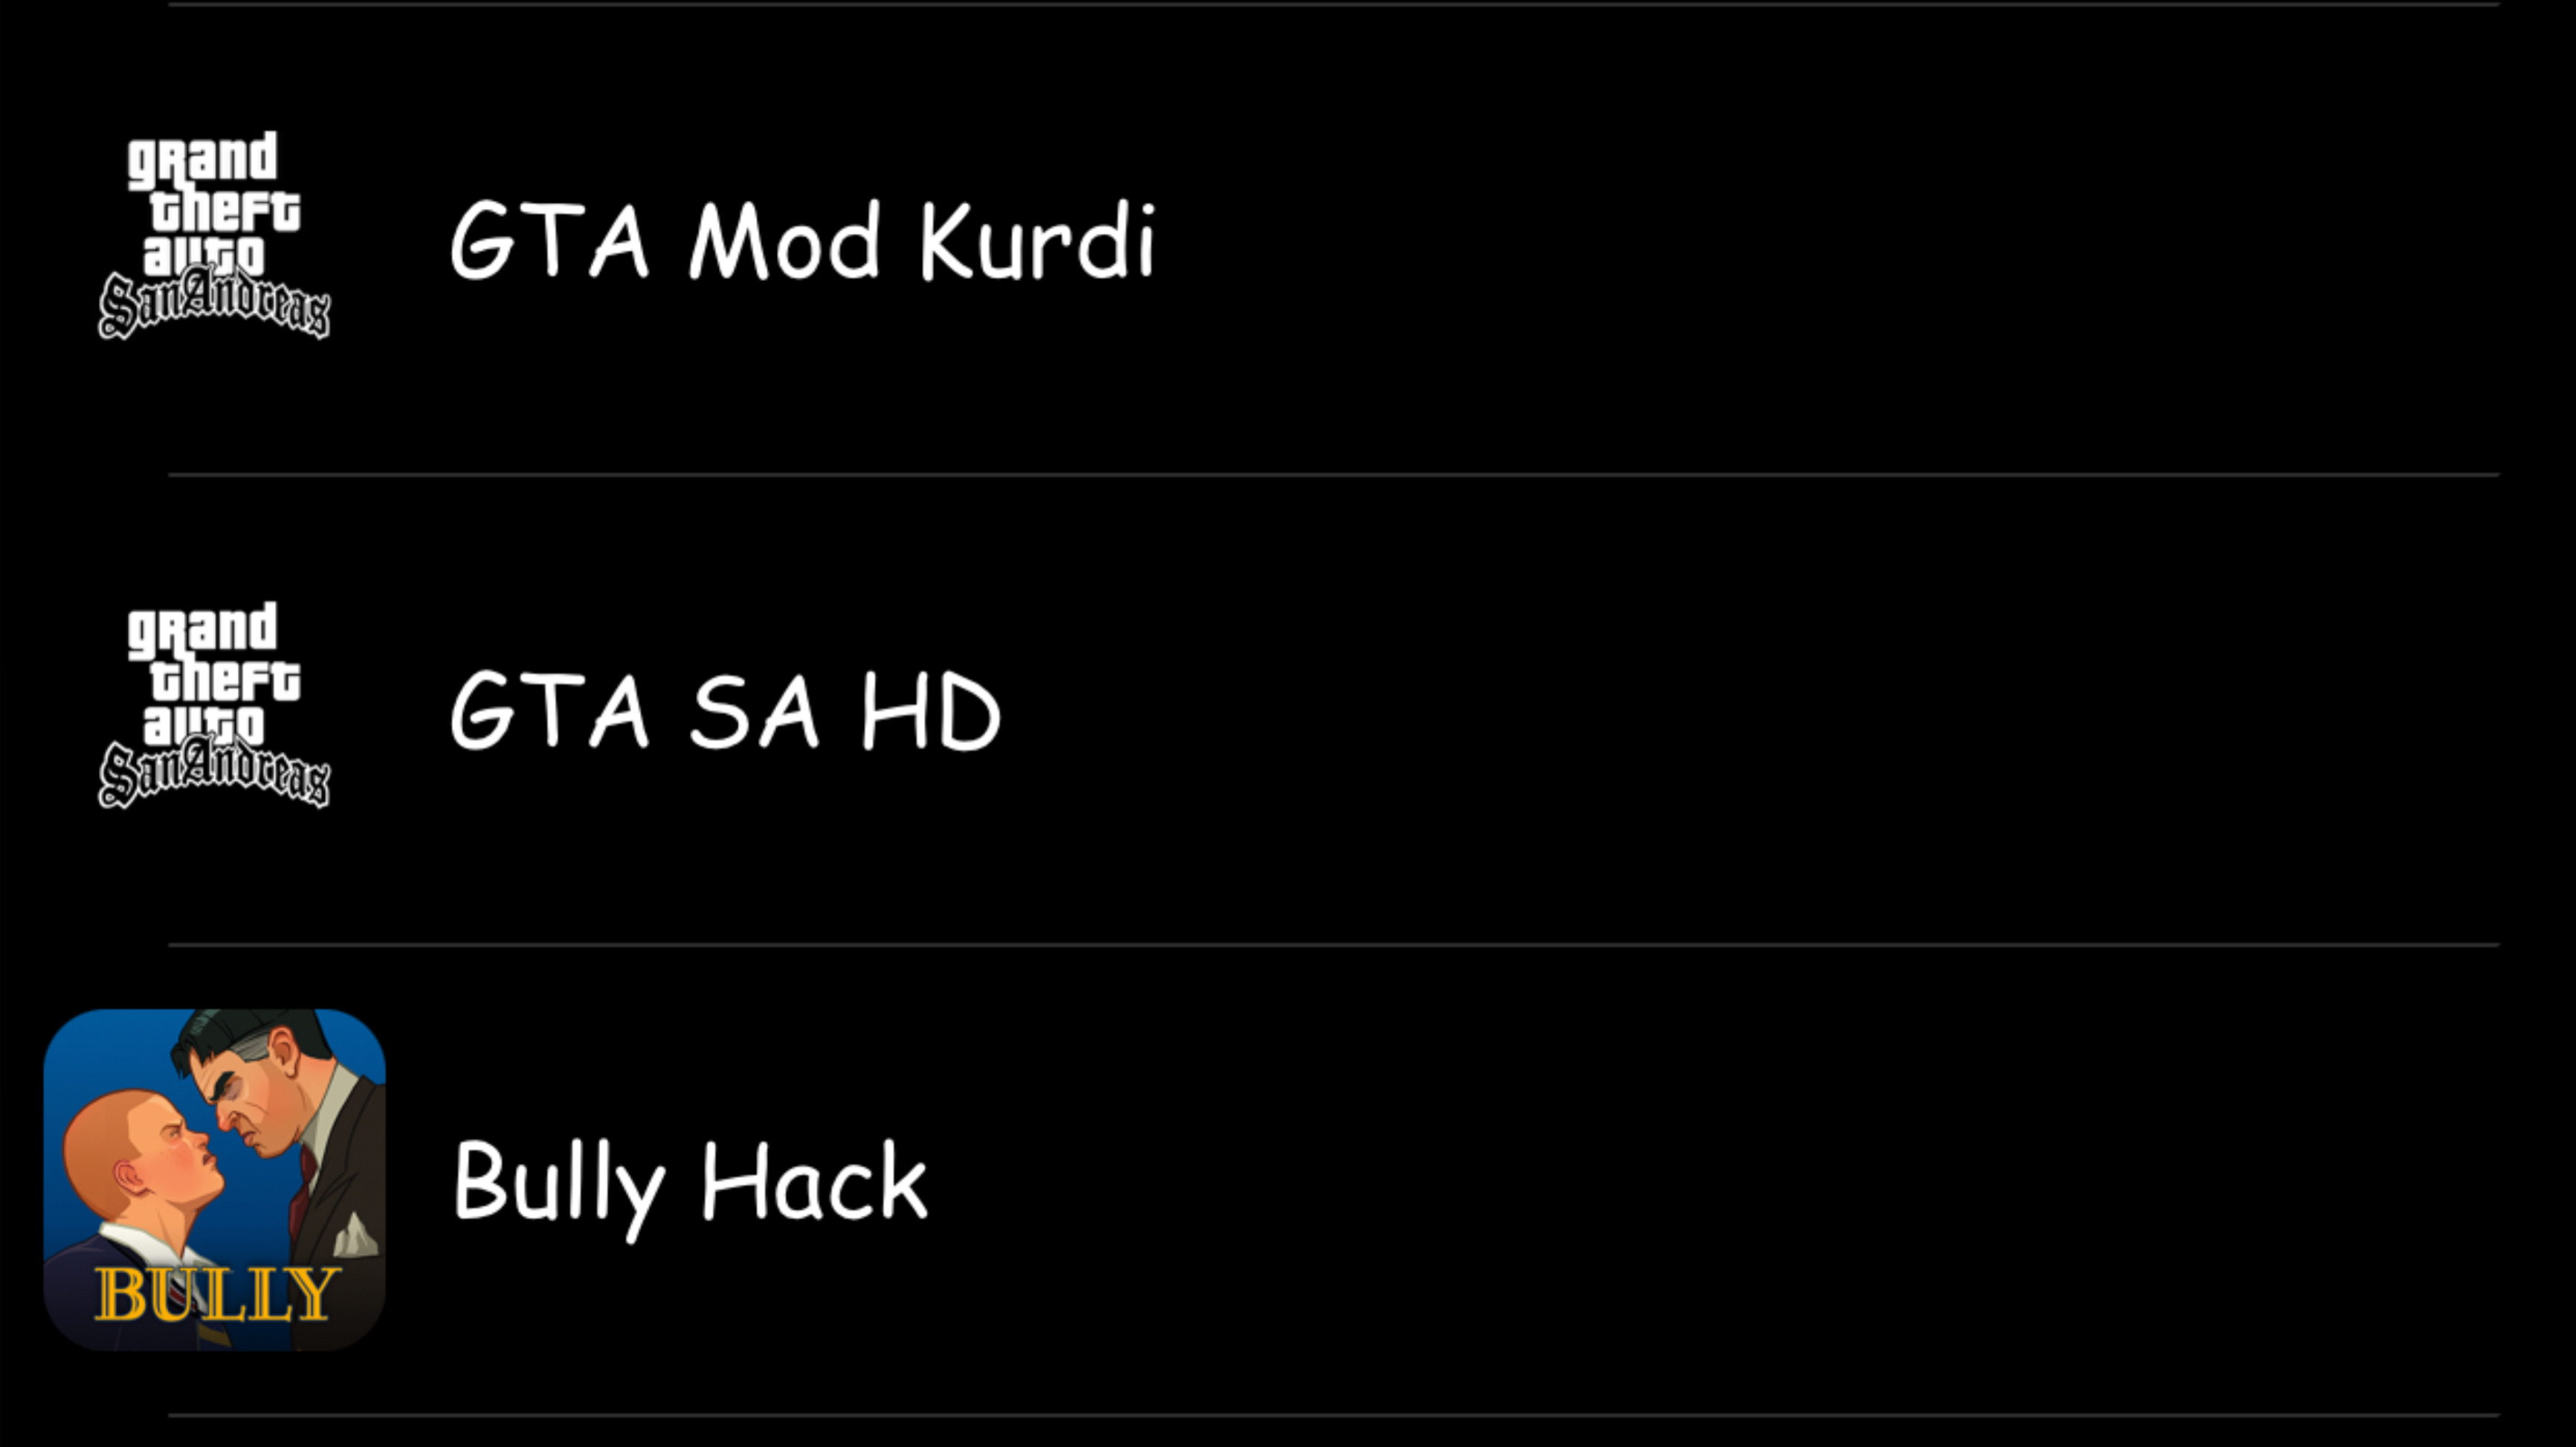 grand
theft
auto
San Andreas
GTA Mod Kurdi
grand
theft
auto
San Andreas
GTA SA HD
BULLY
Bully Hack